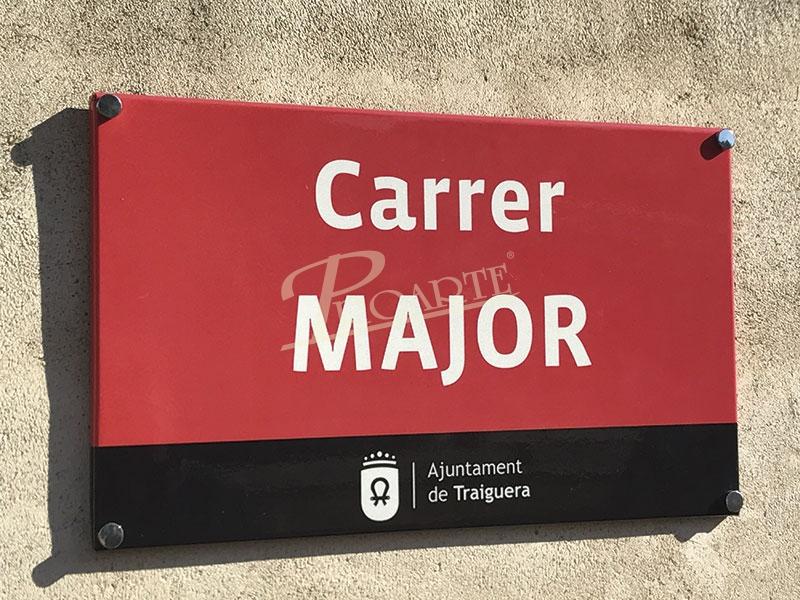 Carrer
PROARTE®
MAJOR
Ajuntament
de Traiguera